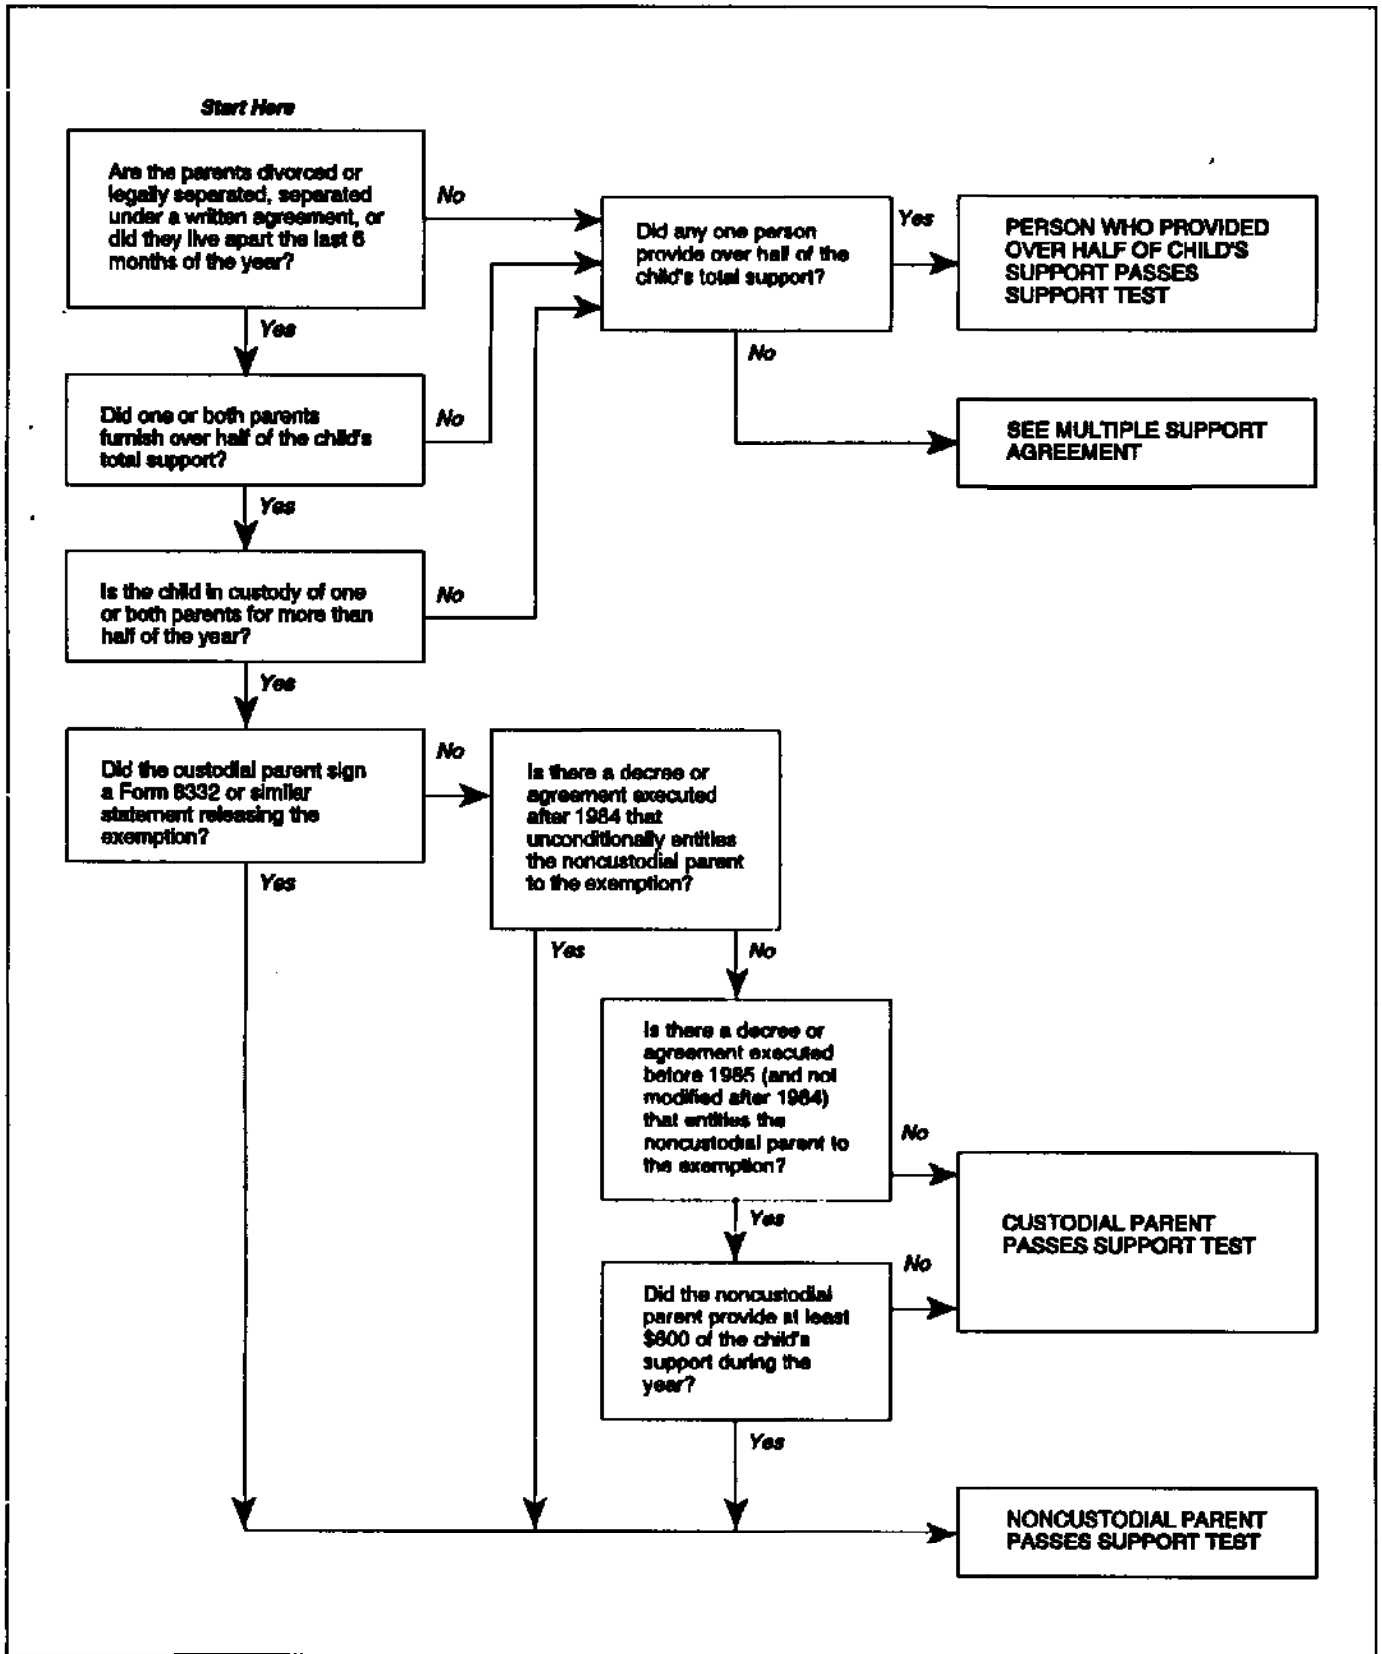 Start Here
Are the parents divorced or
legally separated, separated
under a written agreement, or
did they live apart the last 6
months of the year?
No
Yes
Did any one person
provide over half of the
child's total support?
Yes
No
PERSON WHO PROVIDED
OVER HALF OF CHILD'S
SUPPORT PASSES
SUPPORT TEST
Did one or both parents
furnish over half of the child's
total support?
No
Yes
SEE MULTIPLE SUPPORT
AGREEMENT
Is the child in custody of one
or both parents for more than
half of the year?
No
Yes
Did the custodial parent sign
a Form 8332 or similar
statement releasing the
exemption?
No
Yes
Is there a decree or
agreement executed
after 1984 that
unconditionally entitles
the noncustodial parent
to the exemption?
Yes
No
Is there a decree or
agreement executed
before 1985 (and not
modified after 1984)
that entitles the
noncustodial parent to
the exemption?
No
Yes
CUSTODIAL PARENT
PASSES SUPPORT TEST
Did the noncustodial
parent provide at least
$600 of the child's
support during the
year?
No
Yes
NONCUSTODIAL PARENT
PASSES SUPPORT TEST